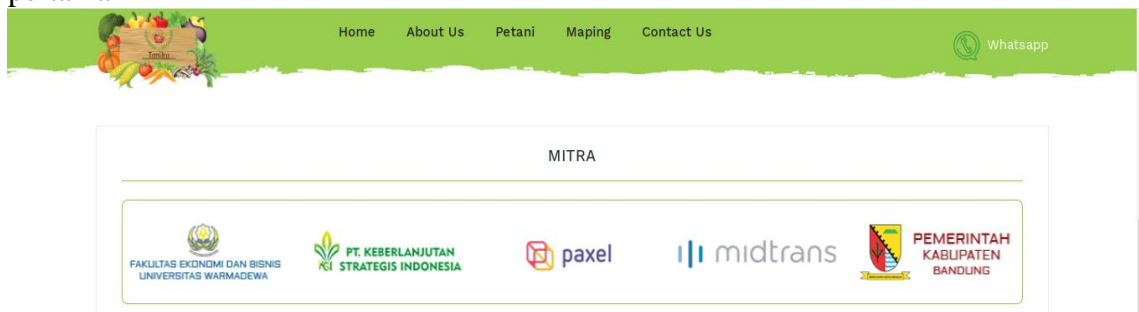 Home About Us Petani Maping Contact Us
Taniku
Whatsapp
MITRA
FAKULTAS EKONOMI DAN BISNIS
UNIVERSITAS WARMADEWA
PT. KEBERLANJUTAN
STRATEGIS INDONESIA
paxel
midtrans
PEMERINTAH
KABUPATEN
BANDUNG